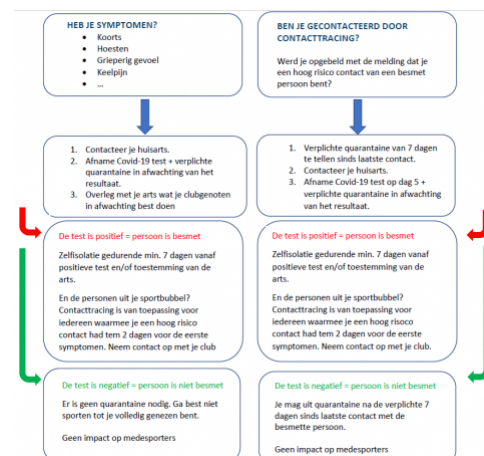 HEB JE SYMPTOMEN?
• Koorts
• Hoesten
• Grieperig gevoel
• Keelpijn
• ...
BEN JE GECONTACTEERD DOOR
CONTACTTRACING?
Werd je opgebeld met de melding dat je
een hoog risico contact van een besmet
persoon bent?
1. Contacteer je huisarts.
2. Afname Covid-19 test + verplichte
quarantaine in afwachting van het
resultaat.
3. Overleg met je arts wat je clubgenoten
in afwachting best doen
1. Verplichte quarantaine van 7 dagen
te tellen sinds laatste contact.
2. Contacteer je huisarts.
3. Afname Covid-19 test op dag 5 +
verplichte quarantaine in afwachting
van het resultaat.
De test is positief = persoon is besmet
Zelfisolatie gedurende min. 7 dagen vanaf
positieve test en/of toestemming van de
arts.
En de personen uit je sportbubbel?
Contacttracing is van toepassing voor
iedereen waarmee je een hoog risico
contact had tem 2 dagen voor de eerste
symptomen. Neem contact op met je club
De test is positief = persoon is besmet
Zelfisolatie gedurende min. 7 dagen vanaf
positieve test en/of toestemming van de
arts.
En de personen uit je sportbubbel?
Contacttracing is van toepassing voor
iedereen waarmee je een hoog risoco
contact had tem 2 dagen voor de eerste
symptomen. Neem contact op met je club.
De test is negatief = persoon is niet besmet
Er is geen quarantaine nodig. Ga best niet
sporten tot je volledig genezen bent.
Geen impact op medesporters
De test is negatief = persoon is niet besmet
Je mag uit quarantaine na de verplichte 7
dagen sinds laatste contact met de
besmette persoon.
Geen impact op medesporters